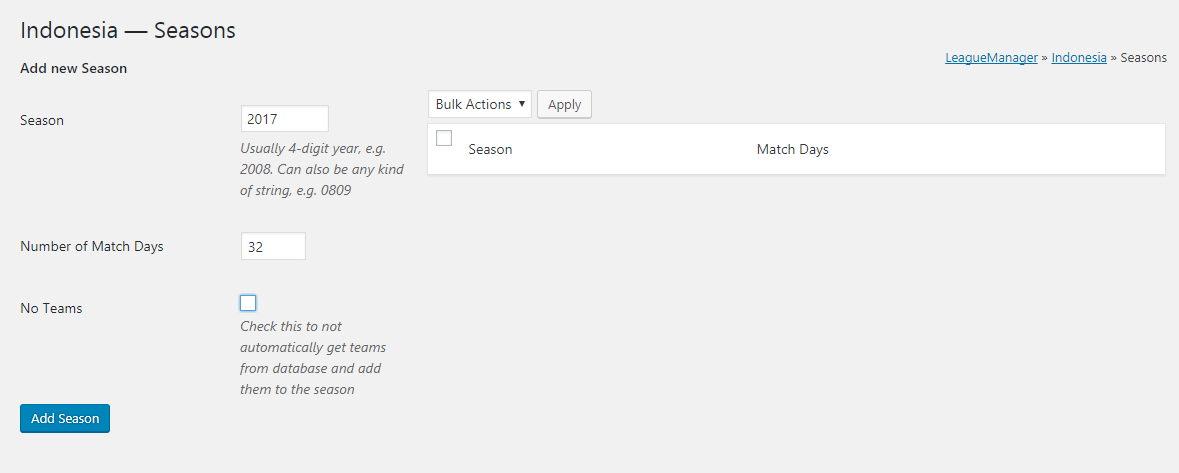 Indonesia — Seasons
LeagueManager » Indonesia » Seasons
Add new Season
Season
2017
Usually 4-digit year, e.g.
2008. Can also be any kind
of string, e.g. 0809
Number of Match Days
32
No Teams
Check this to not
automatically get teams
from database and add
them to the season
Add Season
Bulk Actions
Apply
Season Match Days